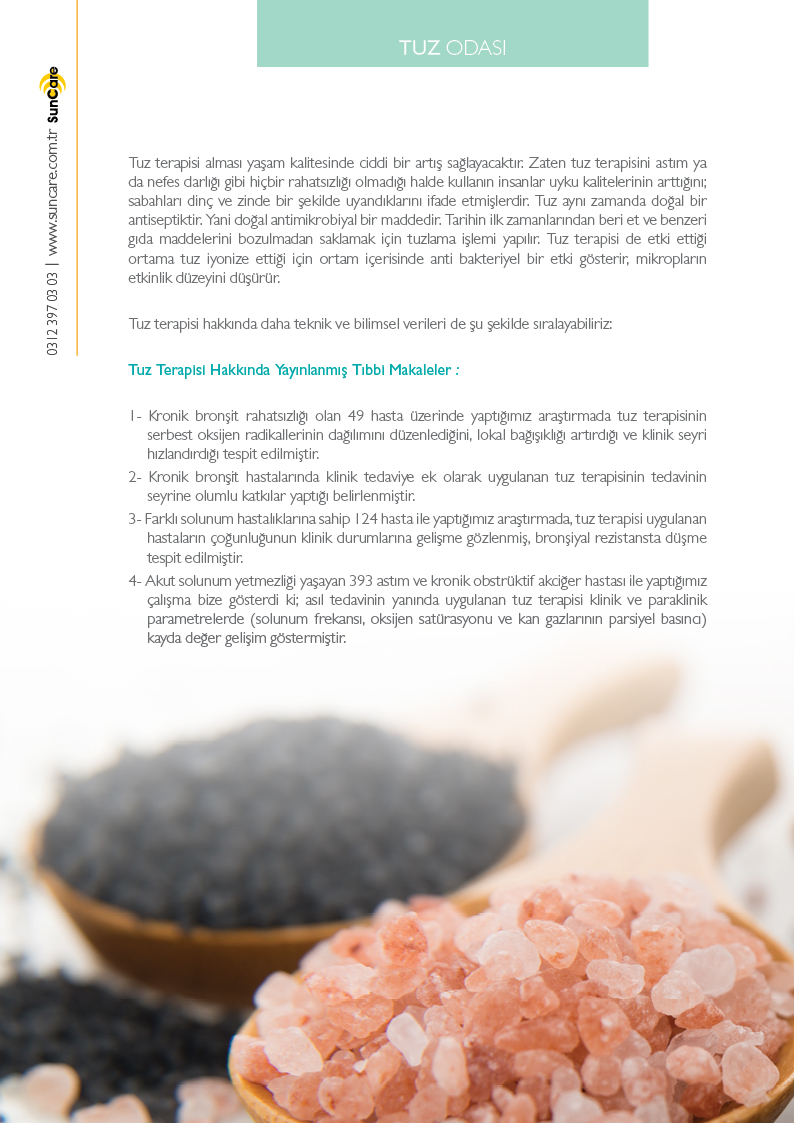 TUZ ODASI
0312 397 03 03 | www.suncare.com.tr SunCare
Tuz terapisi alması yaşam kalitesinde ciddi bir artış sağlayacaktır. Zaten tuz terapisini astım ya
da nefes darlığı gibi hiçbir rahatsızlığı olmadığı halde kullanın insanlar uyku kalitelerinin arttığını;
sabahları dinç ve zinde bir şekilde uyandıklarını ifade etmişlerdir. Tuz aynı zamanda doğal bir
antiseptiktir. Yani doğal antimikrobiyal bir maddedir. Tarihin ilk zamanlarından beri et ve benzeri
gıda maddelerini bozulmadan saklamak için tuzlama işlemi yapılır. Tuz terapisi de etki ettiği
ortama tuz iyonize ettiği için ortam içerisinde anti bakteriyel bir etki gösterir, mikropların
etkinlik düzeyini düşürür.
Tuz terapisi hakkında daha teknik ve bilimsel verileri de şu şekilde sıralayabiliriz:
Tuz Terapisi Hakkında Yayınlanmış Tıbbi Makaleler :
1- Kronik bronşit rahatsızlığı olan 49 hasta üzerinde yaptığımız araştırmada tuz terapisinin
serbest oksijen radikallerinin dağılımını düzenlediğini, lokal bağışıklığı artırdığı ve klinik seyri
hızlandırdığı tespit edilmiştir.
2- Kronik bronşit hastalarında klinik tedaviye ek olarak uygulanan tuz terapisinin tedavinin
seyrine olumlu katkılar yaptığı belirlenmiştir.
3- Farklı solunum hastalıklarına sahip 124 hasta ile yaptığımız araştırmada, tuz terapisi uygulanan
hastaların çoğunluğunun klinik durumlarına gelişme gözlenmiş, bronşiyal rezistansta düşme
tespit edilmiştir.
4- Akut solunum yetmezliği yaşayan 393 astım ve kronik obstrüktif akciğer hastası ile yaptığımız
çalışma bize gösterdi ki; asıl tedavinin yanında uygulanan tuz terapisi klinik ve paraklinik
parametrelerde (solunum frekansı, oksijen satürasyonu ve kan gazlarının parsiyel basıncı)
kayda değer gelişim göstermiştir.